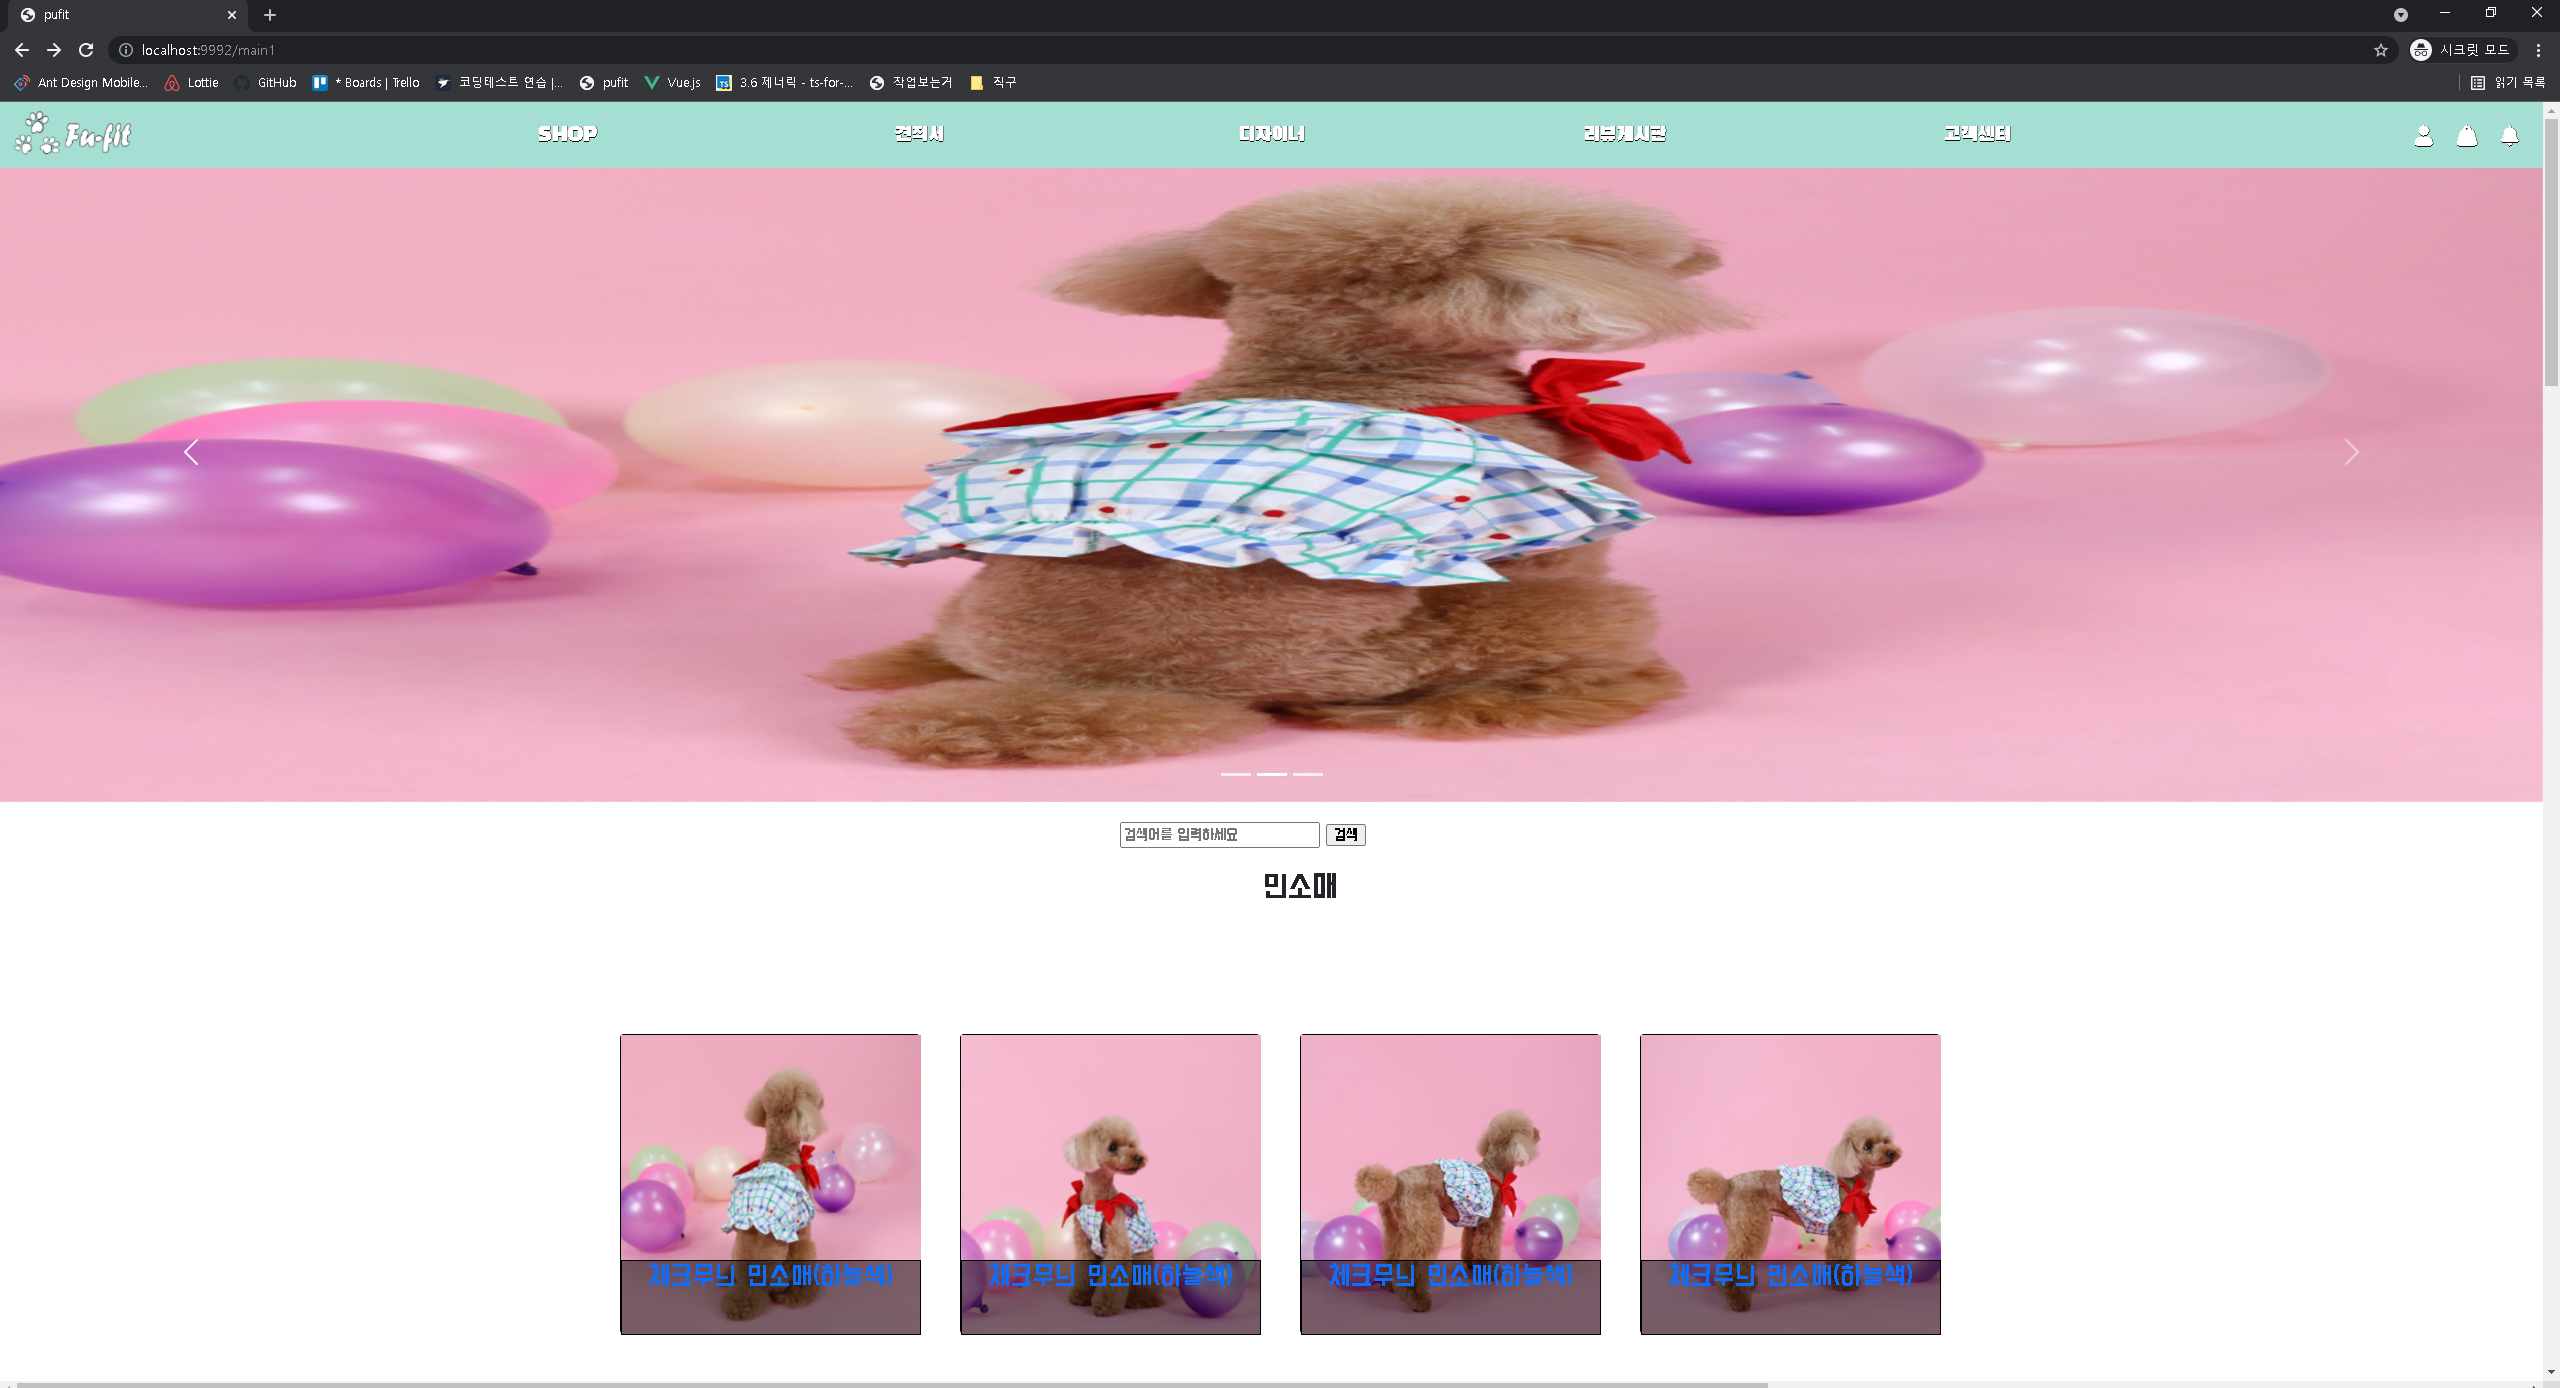 pufit
localhost:9992/main1
시크릿 모드
Ant Design Mobile...
Lottie
GitHub
* Boards | Trello
코딩테스트 연습 |...
pufit
Vue.js
TS
3.6 제너릭 - ts-for-...
작업보는거
직구
읽기 목록
Fu-fit
SHOP
견적서
디자이너
리뷰게시판
고객센터
검색어를 입력하세요
검색
민소매
체크무늬 민소매(하늘색)
체크무늬 민소매(하늘색)
체크무늬 민소매(하늘색)
체크무늬 민소매(하늘색)